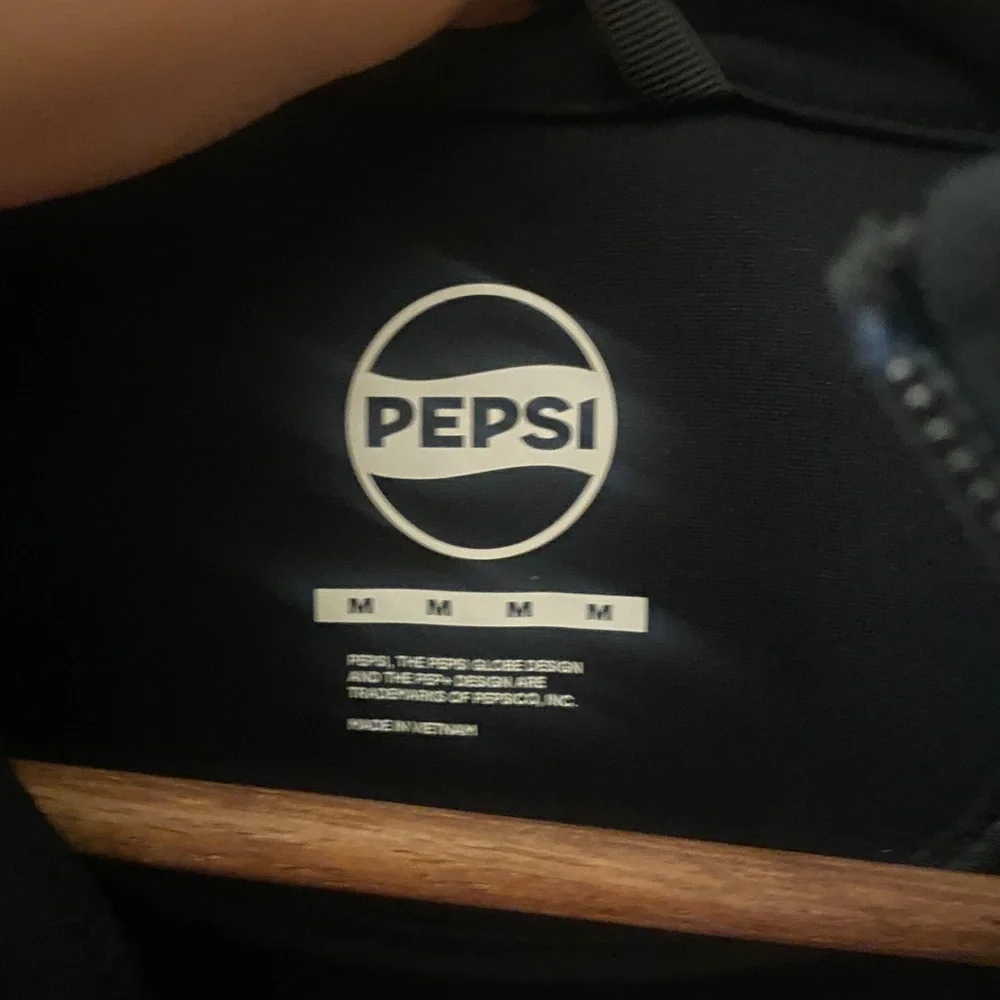 PEPSI
M M M M
PEPSI, THE PEPSI GLOBE DESIGN
AND THE PEP+ DESIGN ARE
TRADEMARKS OF PEPSICO, INC.
MADE IN VIETNAM